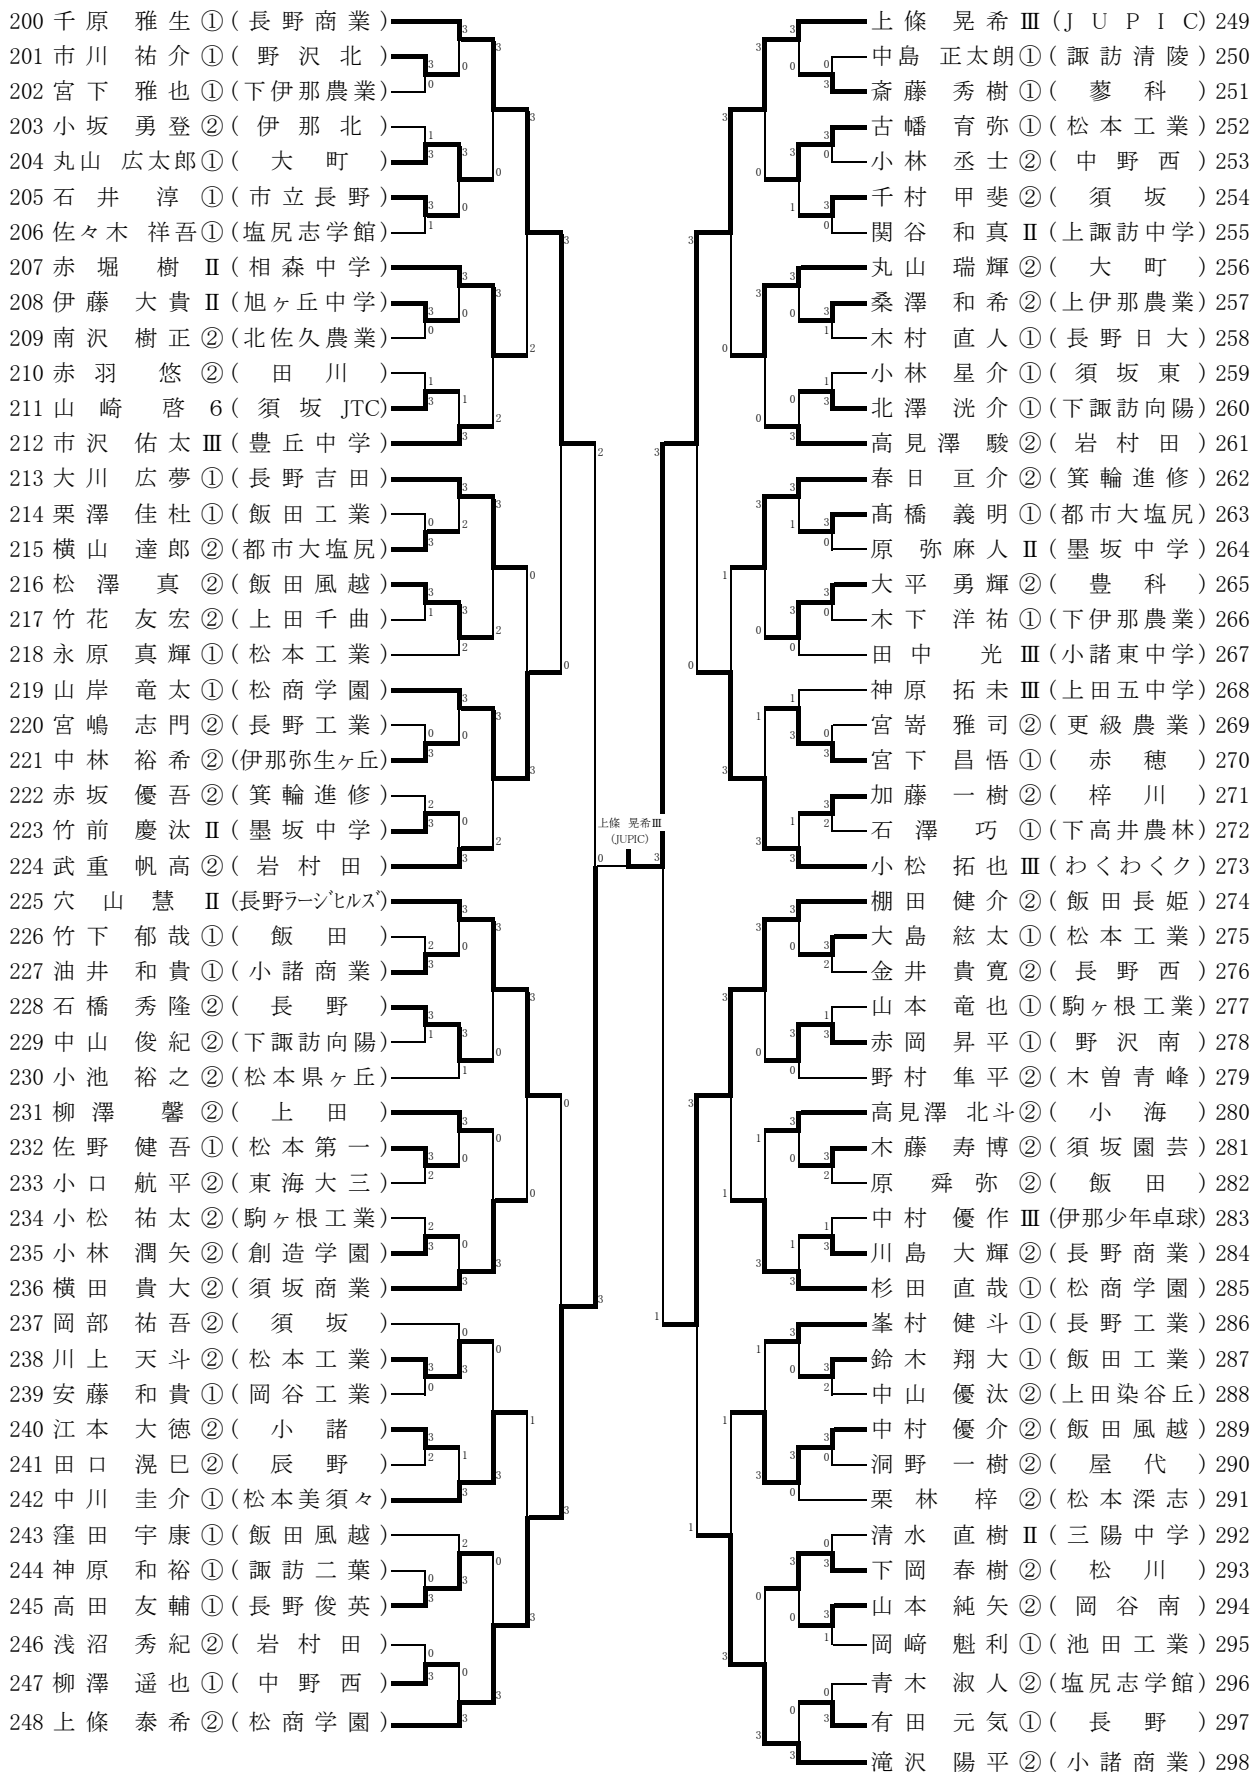 200 千原 雅生 ① (長野商業)
201 市川 祐介 ① (野沢北)
202 宮下 雅也 ① (下伊那農業)
203 小坂 勇登 ② (伊那北)
204 丸山 広太郎 ① (大町)
205 石井 淳 ① (市立長野)
206 佐々木 祥吾 ① (塩尻志学館)
207 赤堀 樹 Ⅱ (相森中学)
208 伊藤 大貴 Ⅱ (旭ヶ丘中学)
209 南沢 樹正 ② (北佐久農業)
210 赤羽 悠 ② (田川)
211 山崎 啓 6 (須坂 JTC)
212 市沢 佑太 Ⅲ (豊丘中学)
213 大川 広夢 ① (長野吉田)
214 栗澤 佳杜 ① (飯田工業)
215 横山 達郎 ② (都市大塩尻)
216 松澤 真 ② (飯田風越)
217 竹花 友宏 ② (上田千曲)
218 永原 真輝 ① (松本工業)
219 山岸 竜太 ① (松商学園)
220 宮嶋 志門 ② (長野工業)
221 中林 裕希 ② (伊那弥生ヶ丘)
222 赤坂 優吾 ② (箕輪進修)
223 竹前 慶汰 Ⅱ (墨坂中学)
224 武重 帆高 ② (岩村田)
225 穴山 慧 Ⅱ (長野ラージヒルズ)
226 竹下 郁哉 ① (飯田)
227 油井 和貴 ① (小諸商業)
228 石橋 秀隆 ② (長野)
229 中山 俊紀 ② (下諏訪向陽)
230 小池 裕之 ② (松本県ヶ丘)
231 柳澤 馨 ② (上田)
232 佐野 健吾 ① (松本第一)
233 小口 航平 ② (東海大三)
234 小松 祐太 ② (駒ヶ根工業)
235 小林 潤矢 ② (創造学園)
236 横田 貴大 ② (須坂商業)
237 岡部 祐吾 ② (須坂)
238 川上 天斗 ② (松本工業)
239 安藤 和貴 ① (岡谷工業)
240 江本 大徳 ② (小諸)
241 田口 滉巳 ② (辰野)
242 中川 圭介 ① (松本美須々)
243 窪田 宇康 ① (飯田風越)
244 神原 和裕 ① (諏訪二葉)
245 高田 友輔 ① (長野俊英)
246 浅沼 秀紀 ② (岩村田)
247 柳澤 遥也 ① (中野西)
248 上條 泰希 ② (松商学園)
上條 晃希Ⅲ
(JUPIC)
上條 晃希 Ⅲ (JUPIC) 249
中島 正太朗 ① (諏訪清陵) 250
斎藤 秀樹 ① (蓼科) 251
古幡 育弥 ① (松本工業) 252
小林 丞士 ② (中野西) 253
千村 甲斐 ② (須坂) 254
関谷 和真 Ⅱ (上諏訪中学) 255
丸山 瑞輝 ② (大町) 256
桑澤 和希 ② (上伊那農業) 257
木村 直人 ① (長野日大) 258
小林 星介 ① (須坂東) 259
北澤 洸介 ① (下諏訪向陽) 260
高見澤 駿 ② (岩村田) 261
春日 亘介 ② (箕輪進修) 262
髙橋 義明 ① (都市大塩尻) 263
原 弥麻人 Ⅱ (墨坂中学) 264
大平 勇輝 ② (豊科) 265
木下 洋祐 ① (下伊那農業) 266
田中 光 Ⅲ (小諸東中学) 267
神原 拓未 Ⅲ (上田五中学) 268
宮嵜 雅司 ② (更級農業) 269
宮下 昌悟 ① (赤穂) 270
加藤 一樹 ② (梓川) 271
石澤 巧 ① (下高井農林) 272
小松 拓也 Ⅲ (わくわくク) 273
棚田 健介 ② (飯田長姫) 274
大島 絃太 ① (松本工業) 275
金井 貴寛 ② (長野西) 276
山本 竜也 ① (駒ヶ根工業) 277
赤岡 昇平 ① (野沢南) 278
野村 隼平 ② (木曽青峰) 279
高見澤 北斗 ② (小海) 280
木藤 寿博 ② (須坂園芸) 281
原 舜弥 ② (飯田) 282
中村 優作 Ⅲ (伊那少年卓球) 283
川島 大輝 ② (長野商業) 284
杉田 直哉 ① (松商学園) 285
峯村 健斗 ① (長野工業) 286
鈴木 翔大 ① (飯田工業) 287
中山 優汰 ② (上田染谷丘) 288
中村 優介 ② (飯田風越) 289
洞野 一樹 ② (屋代) 290
栗林 梓 ② (松本深志) 291
清水 直樹 Ⅱ (三陽中学) 292
下岡 春樹 ② (松川) 293
山本 純矢 ② (岡谷南) 294
岡﨑 魁利 ① (池田工業) 295
青木 淑人 ② (塩尻志学館) 296
有田 元気 ① (長野) 297
滝沢 陽平 ② (小諸商業) 298